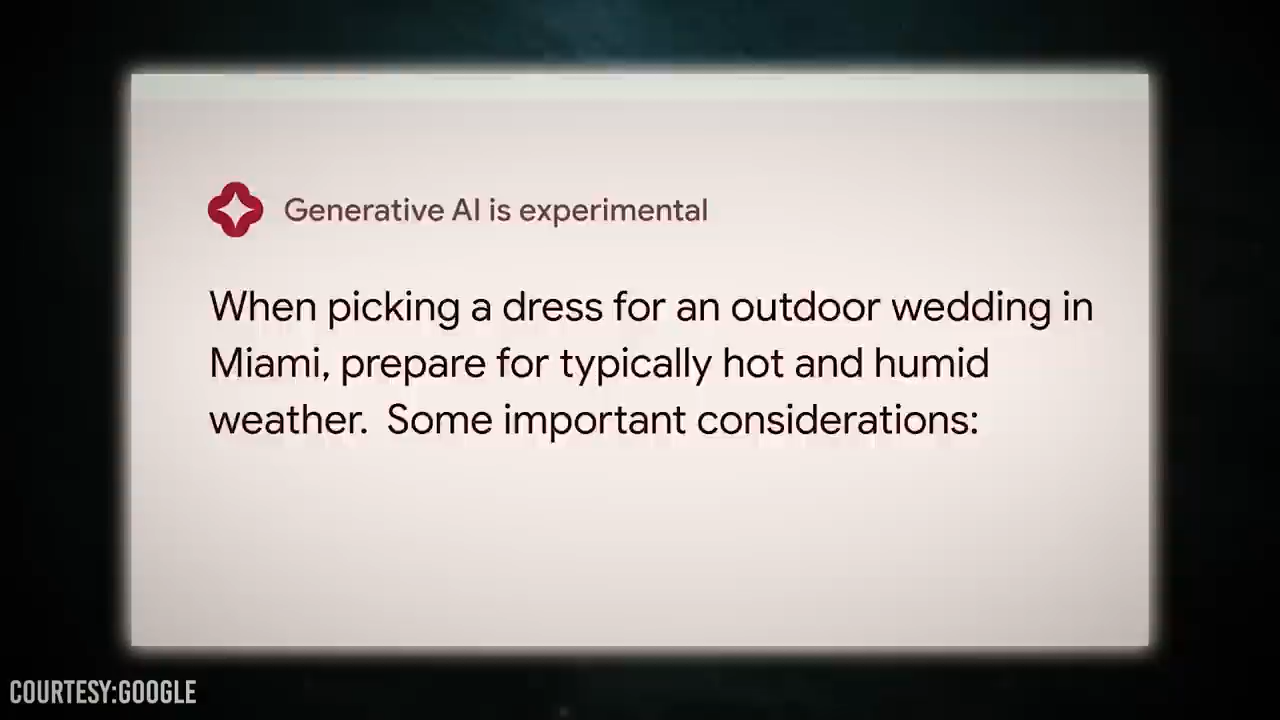 Generative AI is experimental
When picking a dress for an outdoor wedding in
Miami, prepare for typically hot and humid
weather.  Some important considerations:
COURTESY:GOOGLE